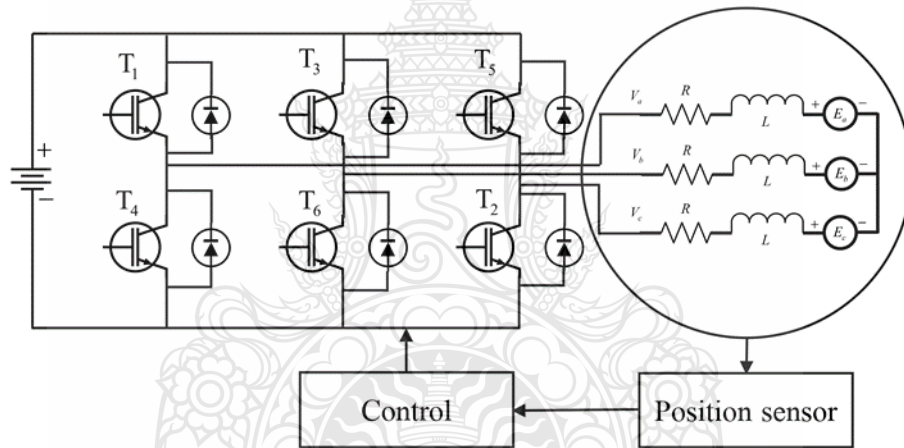 T1 T3 T5
+
−
T4 T6 T2
Va R L + Ea −
Vb R L + Eb −
Vc R L + Ec −
Control
Position sensor